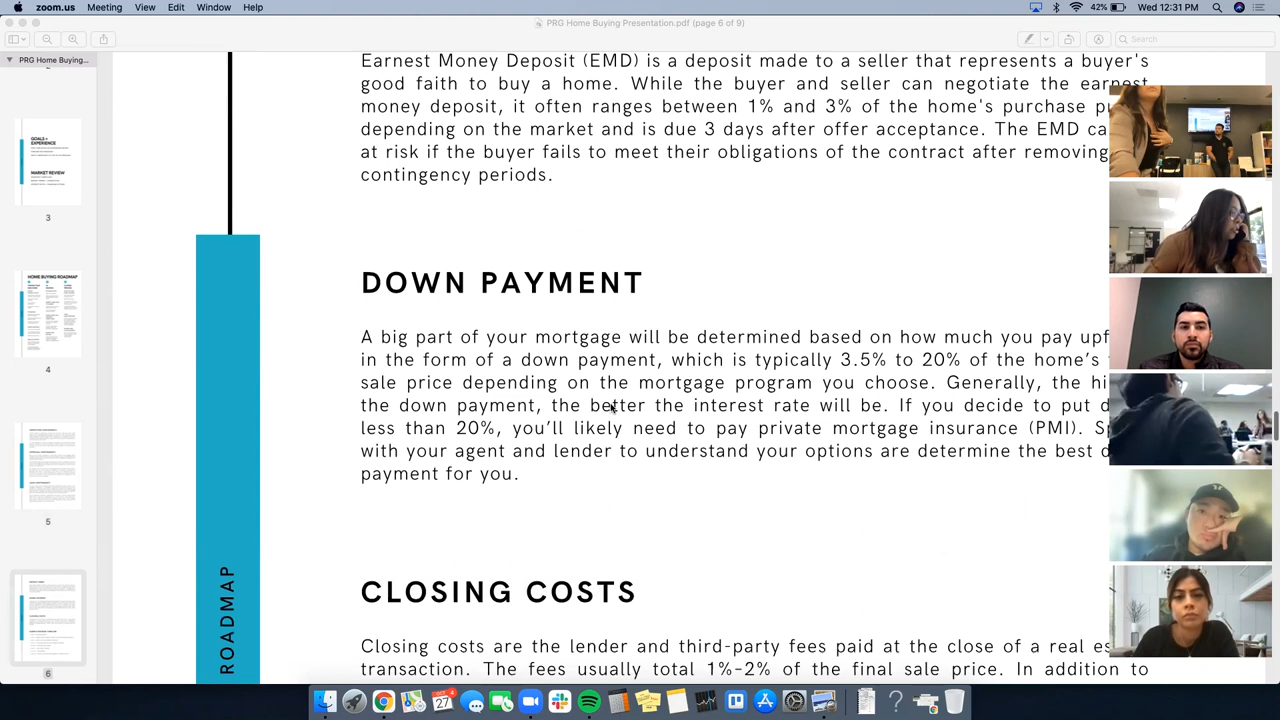 zoom.us Meeting View Edit Window Help
42% Wed 12:31 PM
PRG Home Buying Presentation.pdf (page 6 of 9)
Search
PRG Home Buying...
GOALS &
EXPERIENCE
MARKET REVIEW
3
HOME BUYING ROADMAP
4
5
6
Earnest Money Deposit (EMD) is a deposit made to a seller that represents a buyer's
good faith to buy a home. While the buyer and seller can negotiate the earnest
money deposit, it often ranges between 1% and 3% of the home's purchase
depending on the market and is due 3 days after offer acceptance. The EMD
at risk if the buyer fails to meet their obligations of the contract after removing
contingency periods.
DOWN PAYMENT
A big part of your mortgage will be determined based on how much you pay
in the form of a down payment, which is typically 3.5% to 20% of the home's
sale price depending on the mortgage program you choose. Generally, the
the down payment, the better the interest rate will be. If you decide to put
less than 20%, you'll likely need to pay private mortgage insurance (PMI).
with your agent and lender to understand your options are determine the best
payment for you.
CLOSING COSTS
Closing costs are the lender and third-party fees paid at the close of a real
transaction. The fees usually total 1%-2% of the final sale price. In addition to
ROADMAP
27